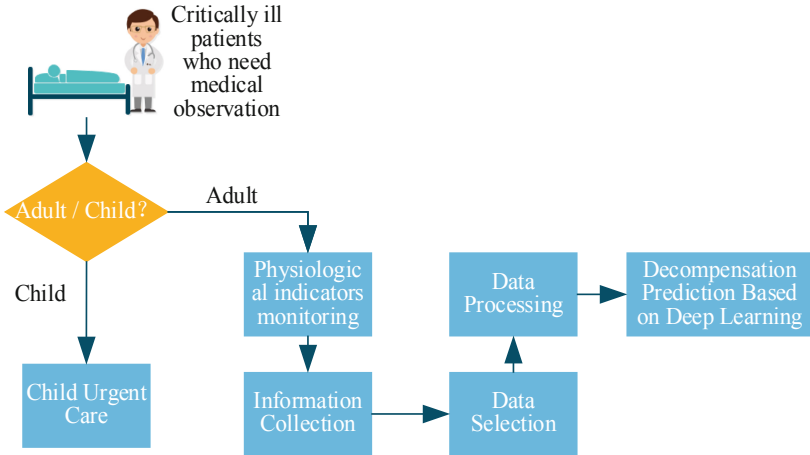 Critically ill
patients
who need
medical
observation
Adult / Child?
Adult
Child
Physiologic
al indicators
monitoring
Data
Processing
Decompensation
Prediction Based
on Deep Learning
Child Urgent
Care
Information
Collection
Data
Selection